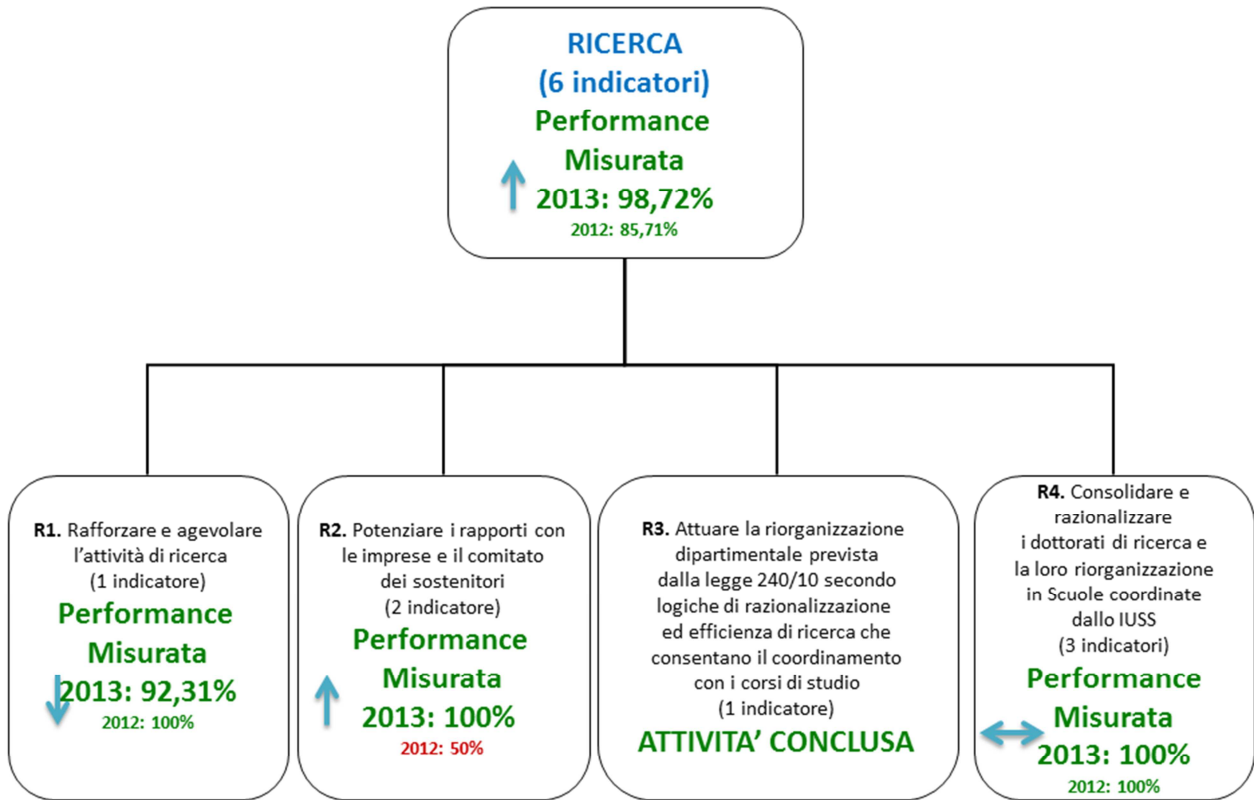 RICERCA
(6 indicatori)
Performance
Misurata
2013: 98,72%
2012: 85,71%
R1. Rafforzare e agevolare
l'attività di ricerca
(1 indicatore)
Performance
Misurata
2013: 92,31%
2012: 100%
R2. Potenziare i rapporti con
le imprese e il comitato
dei sostenitori
(2 indicatore)
Performance
Misurata
2013: 100%
2012: 50%
R3. Attuare la riorganizzazione
dipartimentale prevista
dalla legge 240/10 secondo
logiche di razionalizzazione
ed efficienza di ricerca che
consentano il coordinamento
con i corsi di studio
(1 indicatore)
ATTIVITA' CONCLUSA
R4. Consolidare e
razionalizzare
i dottorati di ricerca e
la loro riorganizzazione
in Scuole coordinate
dallo IUSS
(3 indicatori)
Performance
Misurata
2013: 100%
2012: 100%